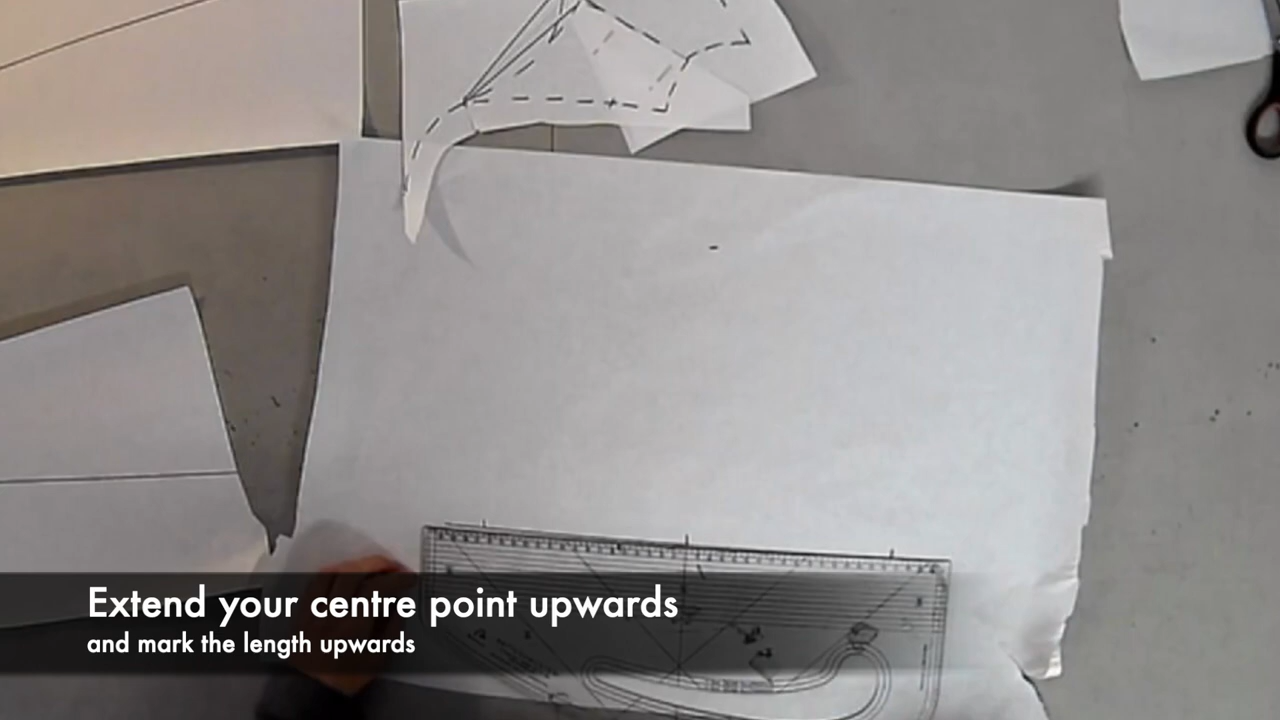 Extend your centre point upwards
and mark the length upwards